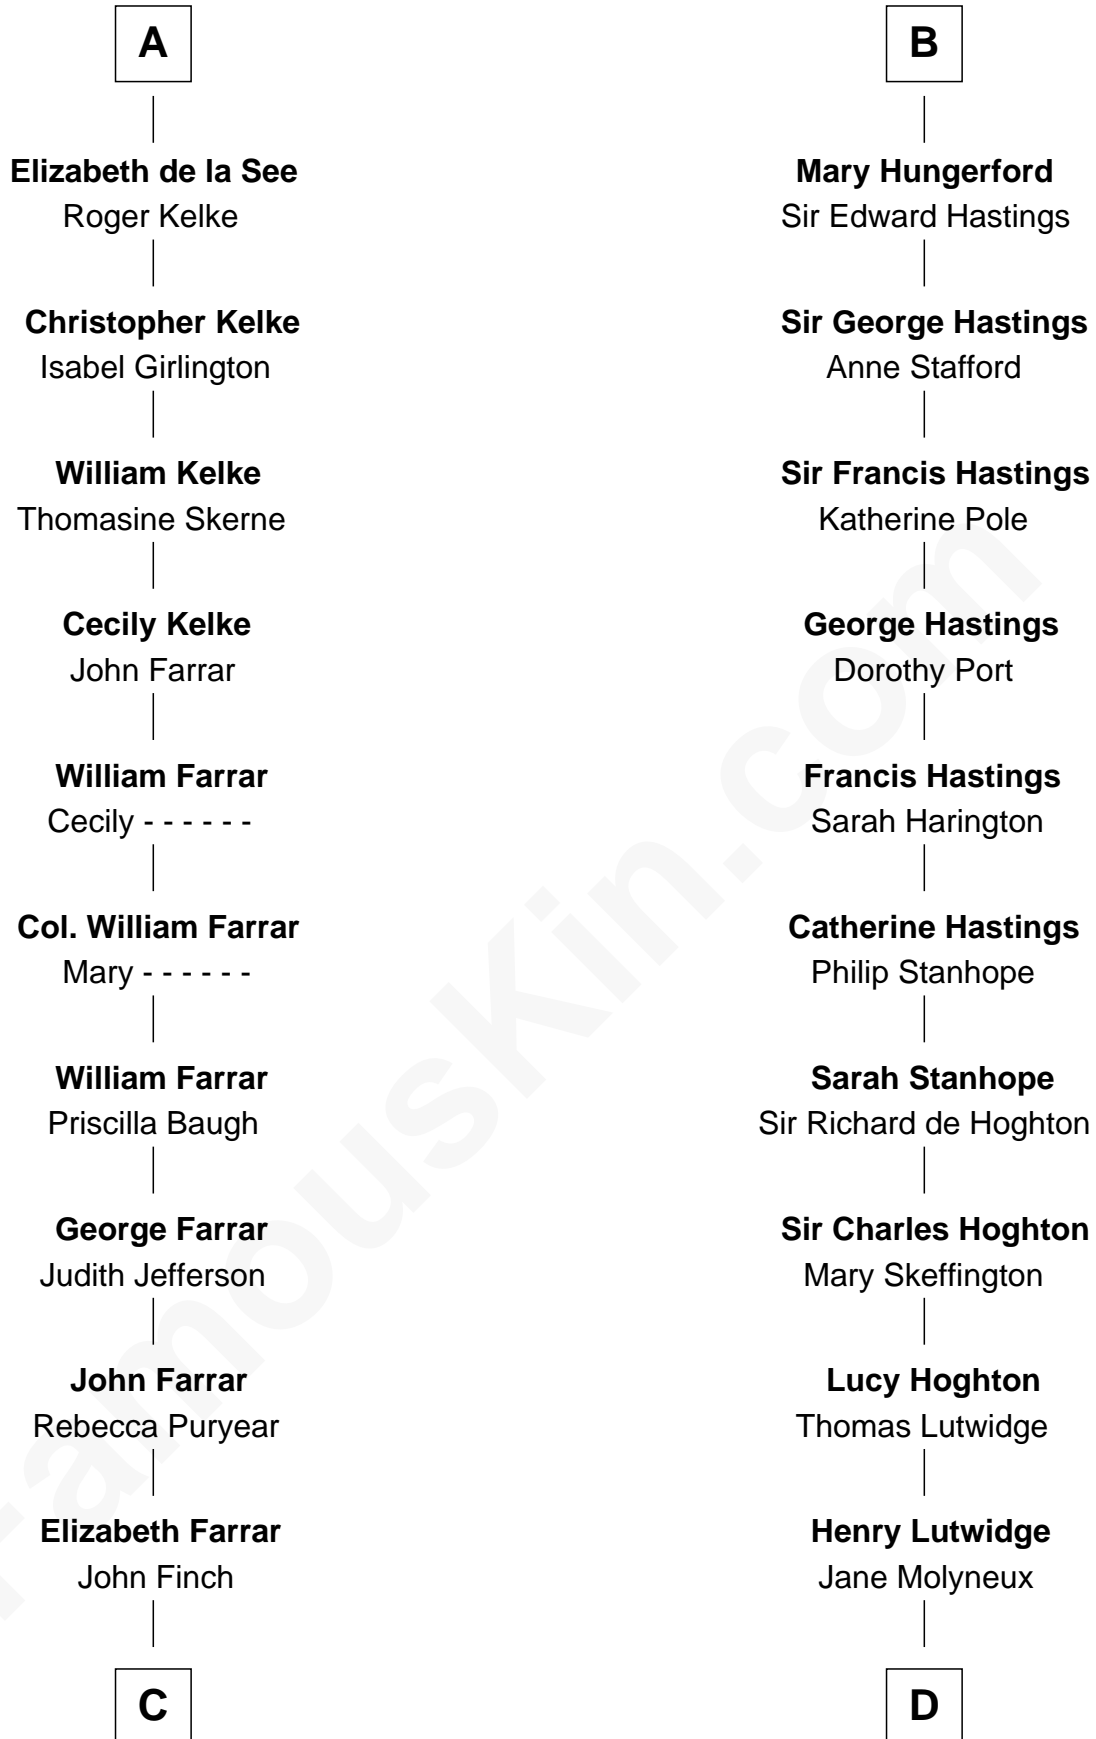 A
Elizabeth de la See
Roger Kelke
Christopher Kelke
Isabel Girlington
William Kelke
Thomasine Skerne
Cecily Kelke
John Farrar
William Farrar
Cecily - - - - - -
Col. William Farrar
Mary - - - - - -
William Farrar
Priscilla Baugh
George Farrar
Judith Jefferson
John Farrar
Rebecca Puryear
Elizabeth Farrar
John Finch
C
B
Mary Hungerford
Sir Edward Hastings
Sir George Hastings
Anne Stafford
Sir Francis Hastings
Katherine Pole
George Hastings
Dorothy Port
Francis Hastings
Sarah Harington
Catherine Hastings
Philip Stanhope
Sarah Stanhope
Sir Richard de Hoghton
Sir Charles Hoghton
Mary Skeffington
Lucy Hoghton
Thomas Lutwidge
Henry Lutwidge
Jane Molyneux
D
FamousKin.com